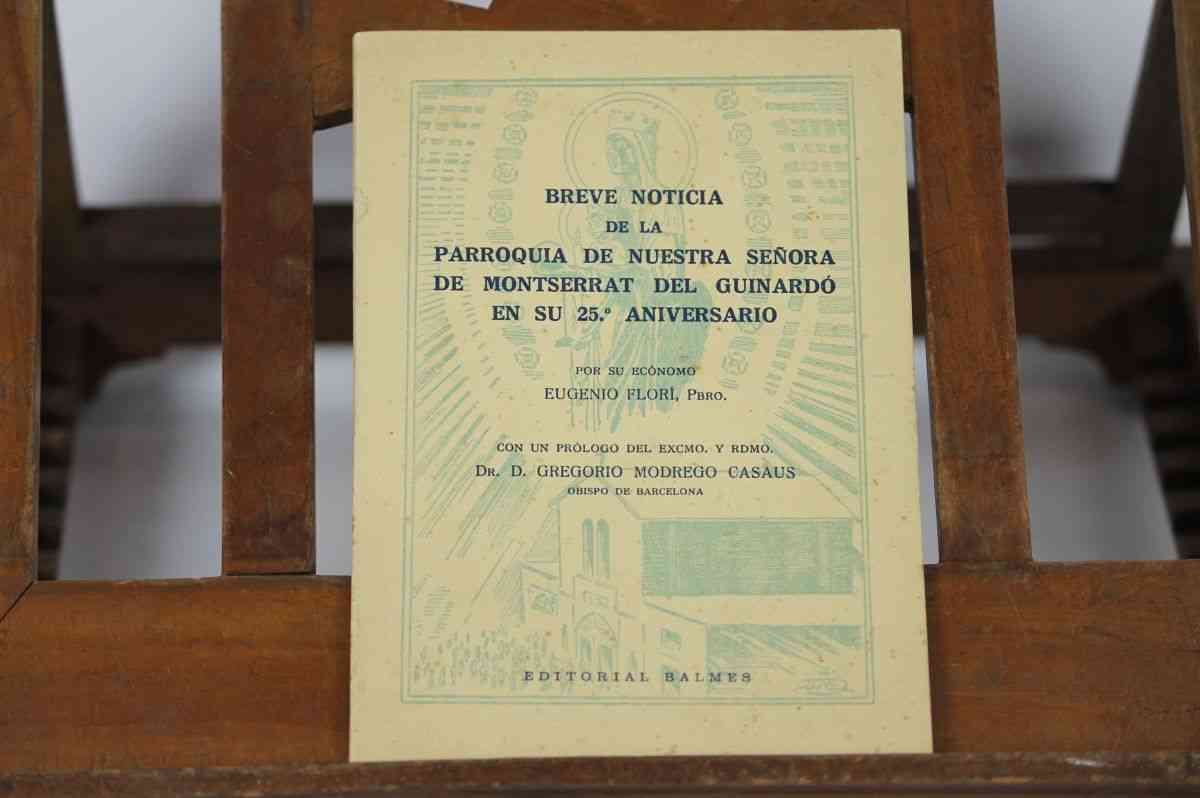 BREVE NOTICIA
DE LA
PARROQUIA DE NUESTRA SEÑORA
DE MONTSERRAT DEL GUINARDÓ
EN SU 25.º ANIVERSARIO
POR SU ECÓNOMO
EUGENIO FLORÍ, PBRO.
CON UN PRÓLOGO DEL EXCMO. Y RDMO.
DR. D. GREGORIO MODREGO CASAUS
OBISPO DE BARCELONA
EDITORIAL BALMES